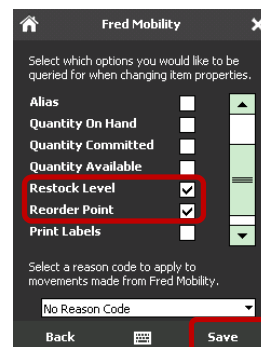 Fred Mobility
Select which options you would like to be
queried for when changing item properties.
Alias
Quantity On Hand
Quantity Committed
Quantity Available
Restock Level
Reorder Point
Print Labels
Select a reason code to apply to
movements made from Fred Mobility.
No Reason Code
Back Save